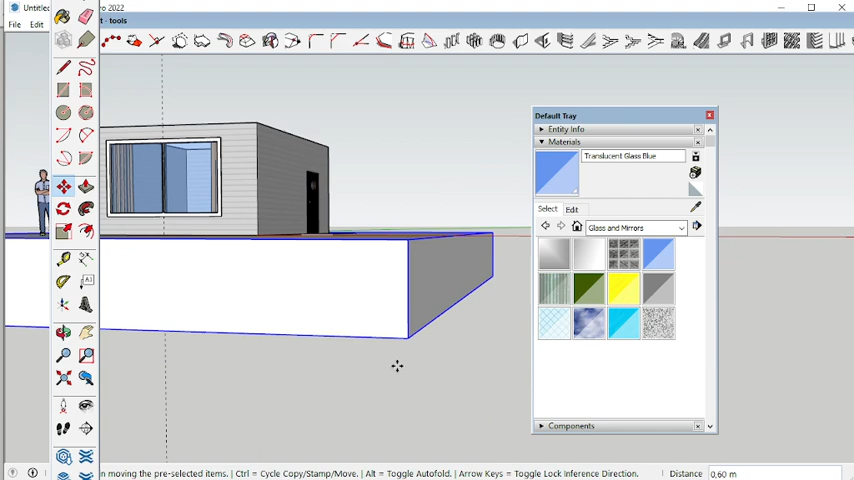 Untitled ro 2022
File Edit t - tools
Default Tray
Entity Info
Materials
Translucent Glass Blue
Select Edit
Glass and Mirrors
Components
n moving the pre-selected items. | Ctrl = Cycle Copy/Stamp/Move. | Alt = Toggle Autofold. | Arrow Keys = Toggle Lock Inference Direction. Distance 0,60 m